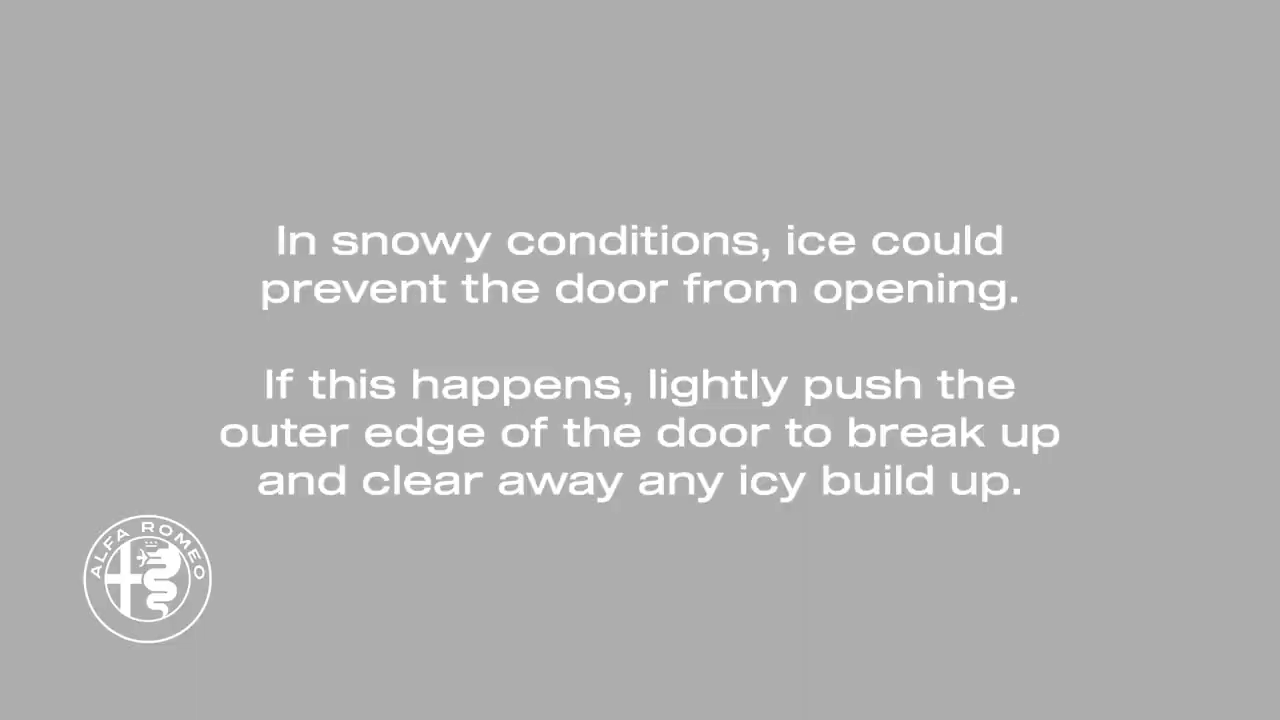 In snowy conditions, ice could
prevent the door from opening.
If this happens, lightly push the
outer edge of the door to break up
and clear away any icy build up.
ALFA ROMEO